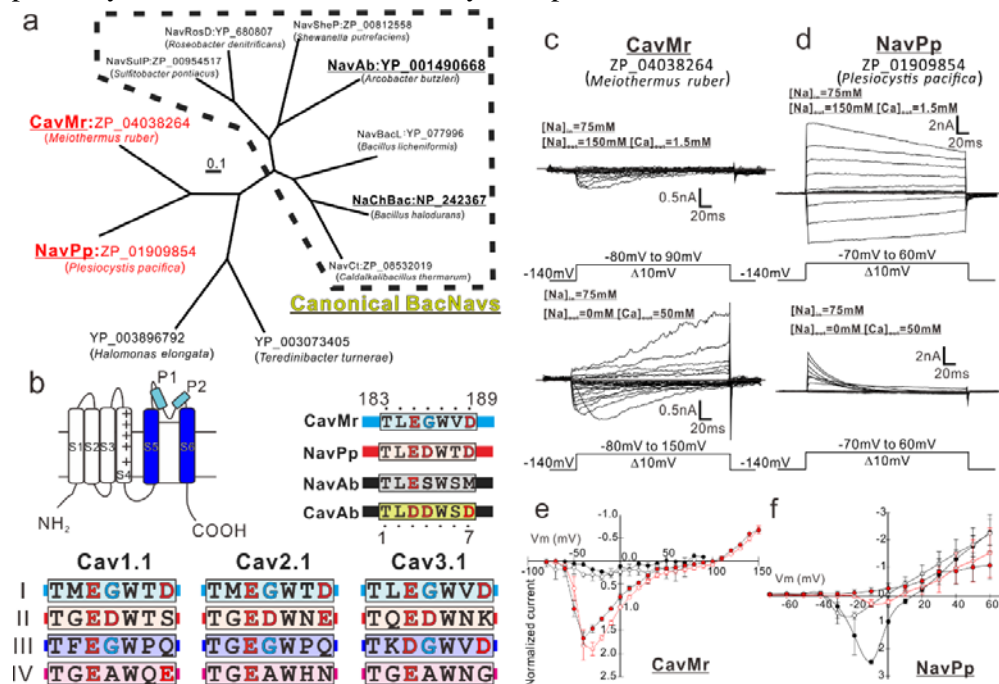 a
NavRosD:YP_680807
(Roseobacter denitrificans)
NavSheP:ZP_00812558
(Shewanella putrefaciens)
NavSulP:ZP_00954517
(Sulfitobacter pontiacus)
NavAb:YP_001490668
(Arcobacter butzleri)
CavMr:ZP_04038264
(Meiothermus ruber)
NavBacL:YP_077996
(Bacillus licheniformis)
0.1
NaChBac:NP_242367
(Bacillus halodurans)
NavPp:ZP_01909854
(Plesiocystis pacifica)
NavCt:ZP_08532019
(Caldalkalibacillus thermarum)
Canonical BacNavs
YP_003896792
(Halomonas elongata)
YP_003073405
(Teredinibacter turnerae)
b
P1
P2
S1 S2 S3 S4 S5 S6
+
+
+
+
NH2
COOH
183 189
CavMr TLEGWVD
NavPp TLEDWTD
NavAb TLESWSM
CavAb TLDDWSD
1 7
Cav1.1 Cav2.1 Cav3.1
I TMEGWTD TMEGWTD TLEGWVD
II TGEDWTS TGEDWNE TQEDWNK
III TFEGWPQ TGEGWPQ TKDGWVD
IV TGEAWQE TGEAWHN TGEAWNG
c
CavMr
ZP_04038264
(Meiothermus ruber)
[Na]in=75mM
[Na]out=150mM [Ca]out=1.5mM
0.5nA
20ms
-80mV to 90mV
-140mV Δ10mV -140mV
[Na]in=75mM
[Na]out=0mM [Ca]out=50mM
0.5nA
20ms
-80mV to 150mV
-140mV Δ10mV -140mV
d
NavPp
ZP_01909854
(Plesiocystis pacifica)
[Na]in=75mM
[Na]out=150mM [Ca]out=1.5mM
2nA
20ms
-70mV to 60mV
Δ10mV
[Na]in=75mM
[Na]out=0mM [Ca]out=50mM
2nA
20ms
-70mV to 60mV
Δ10mV
e
Vm (mV)
-1.0
-0.5
-100 -50 0.0 50 100 150
0.5
1.0
1.5
2.0
2.5
Normalized current
CavMr
f
Vm (mV)
-3
-2
-1
-60 -40 -20 0 20 40 60
1
2
3
NavPp